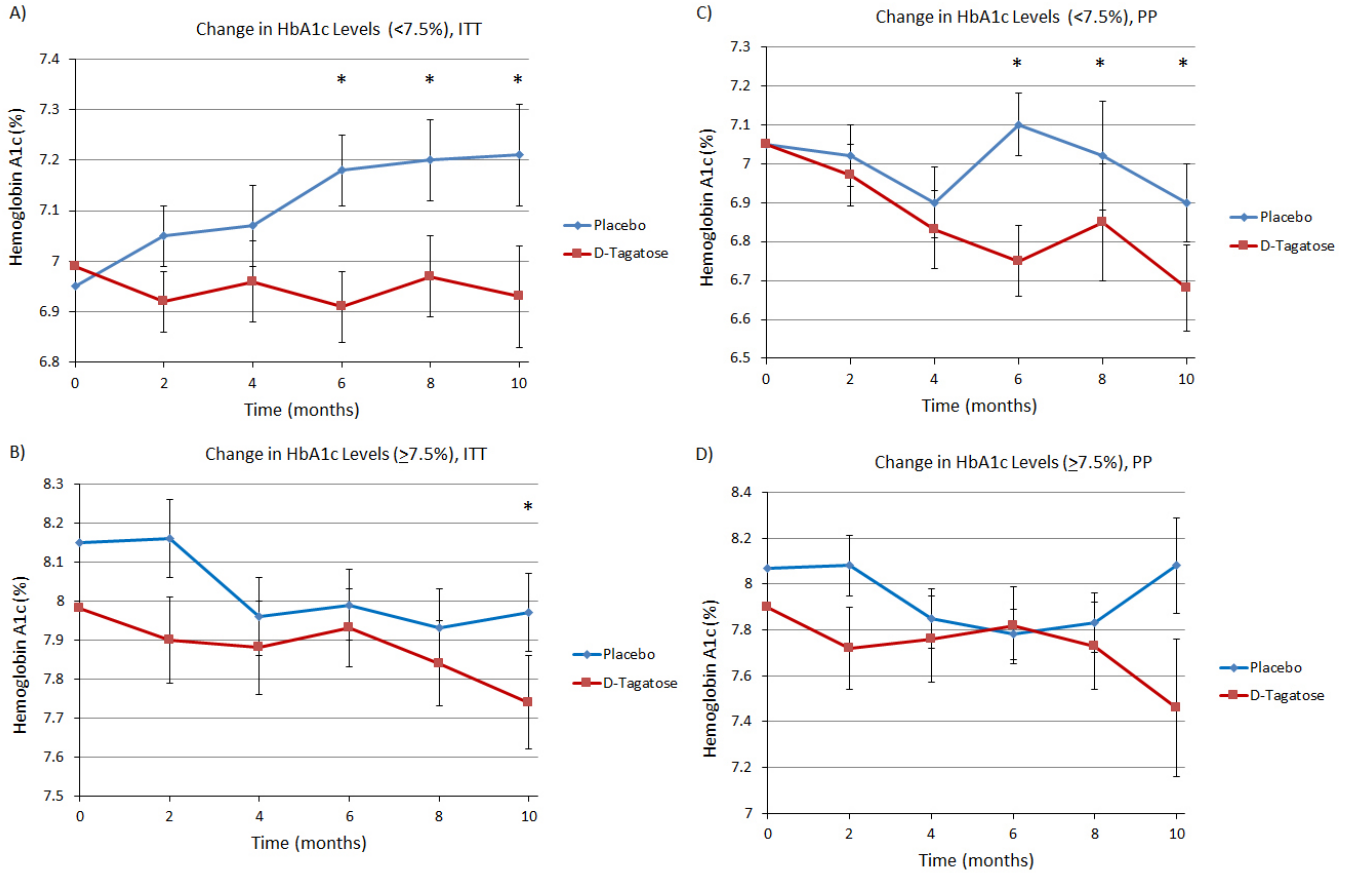 A)
Change in HbA1c Levels (<7.5%), ITT
7.4
7.3
7.2
7.1
7
6.9
6.8
Hemoglobin A1c (%)
* * *
0 2 4 6 8 10
Time (months)
Placebo
D-Tagatose
C)
Change in HbA1c Levels (<7.5%), PP
7.3
7.2
7.1
7
6.9
6.8
6.7
6.6
6.5
Hemoglobin A1c (%)
* * *
0 2 4 6 8 10
Time (months)
Placebo
D-Tagatose
B)
Change in HbA1c Levels (≥7.5%), ITT
8.3
8.2
8.1
8
7.9
7.8
7.7
7.6
7.5
Hemoglobin A1c (%)
*
0 2 4 6 8 10
Time (months)
Placebo
D-Tagatose
D)
Change in HbA1c Levels (≥7.5%), PP
8.4
8.2
8
7.8
7.6
7.4
7.2
7
Hemoglobin A1c (%)
0 2 4 6 8 10
Time (months)
Placebo
D-Tagatose